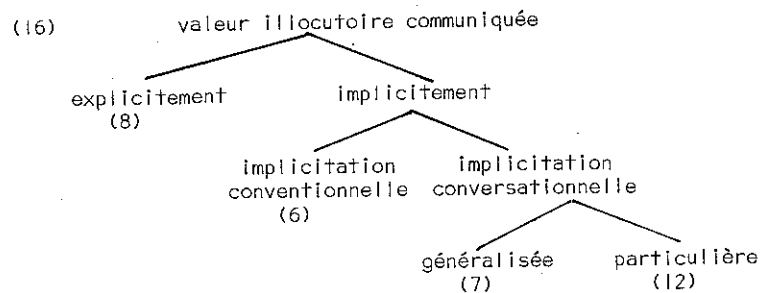 (16) valeur illocutoire communiquée
explicitement implicitement
(8)
implicitation implicitation
conventionnelle conversationnelle
(6)
généralisée particulière
(7) (12)